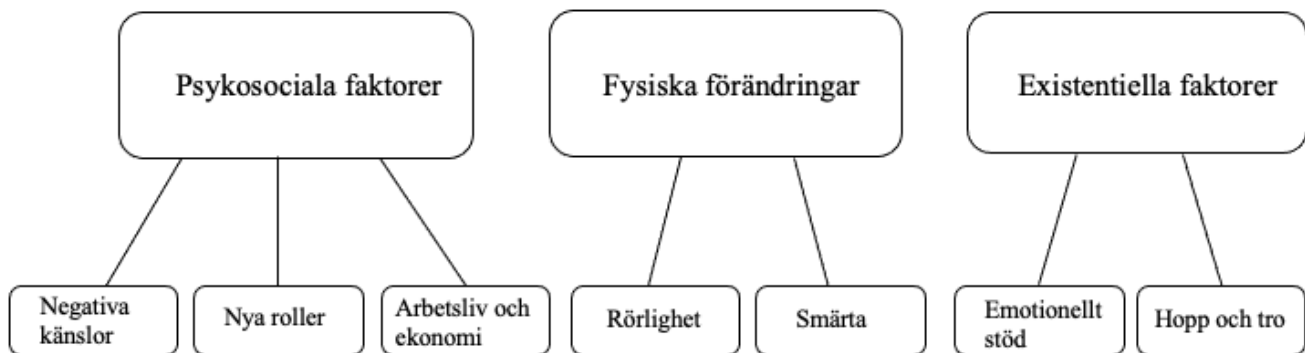 Psykosociala faktorer
Fysiska förändringar
Existentiella faktorer
Negativa
känslor
Nya roller
Arbetsliv och
ekonomi
Rörlighet
Smärta
Emotionellt
stöd
Hopp och tro